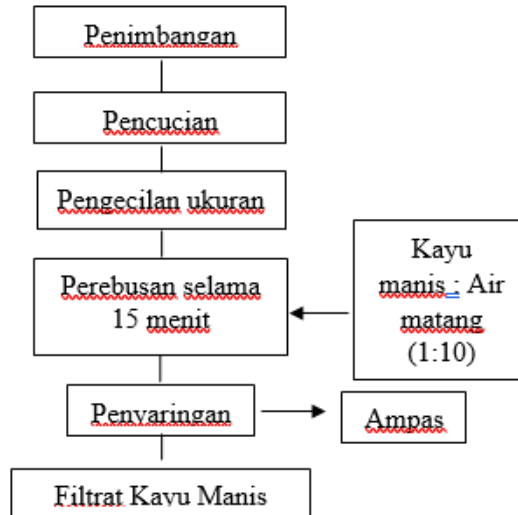 Penimbangan
Pencucian
Pengecilan ukuran
Perebusan selama
15 menit
Kayu
manis : Air
matang
(1:10)
Penyaringan
Ampas
Filtrat Kayu Manis